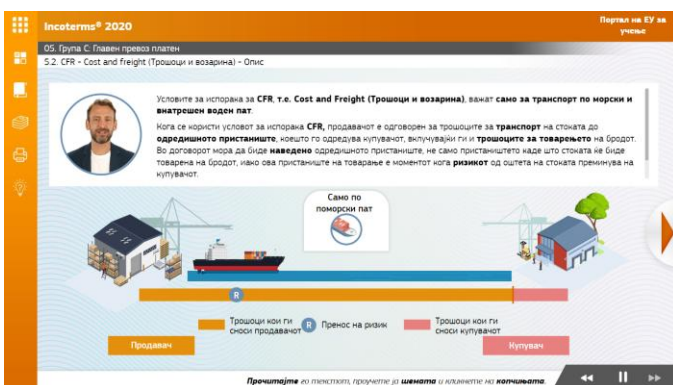 Incoterms® 2020
Портал на ЕУ за
учење
05. Група C: Главен превоз платен
5.2. CFR - Cost and freight (Трошоци и возарина) - Опис
Условите за испорака за CFR, т.е. Cost and Freight (Трошоци и возарина), важат само за транспорт по морски и
внатрешен воден пат.
Кога се користи условот за испорака CFR, продавачот е одговорен за трошоците за транспорт на стоката до
одредишното пристаниште, коешто го одредува купувачот, вклучувајќи ги и трошоците за товарењето на бродот.
Во договорот мора да биде наведено одредишното пристаниште, не само пристаништето каде што стоката ќе биде
товарена на бродот, иако ова пристаниште на товарање е моментот кога ризикот од оштета на стоката преминува на
купувачот.
Само по
поморски пат
R
Трошоци кои ги
сноси продавачот
R Пренос на ризик
Трошоци кои ги
сноси купувачот
Продавач
Купувач
Прочитајте го текстот, проучете ја шемата и кликнете на копчињата.